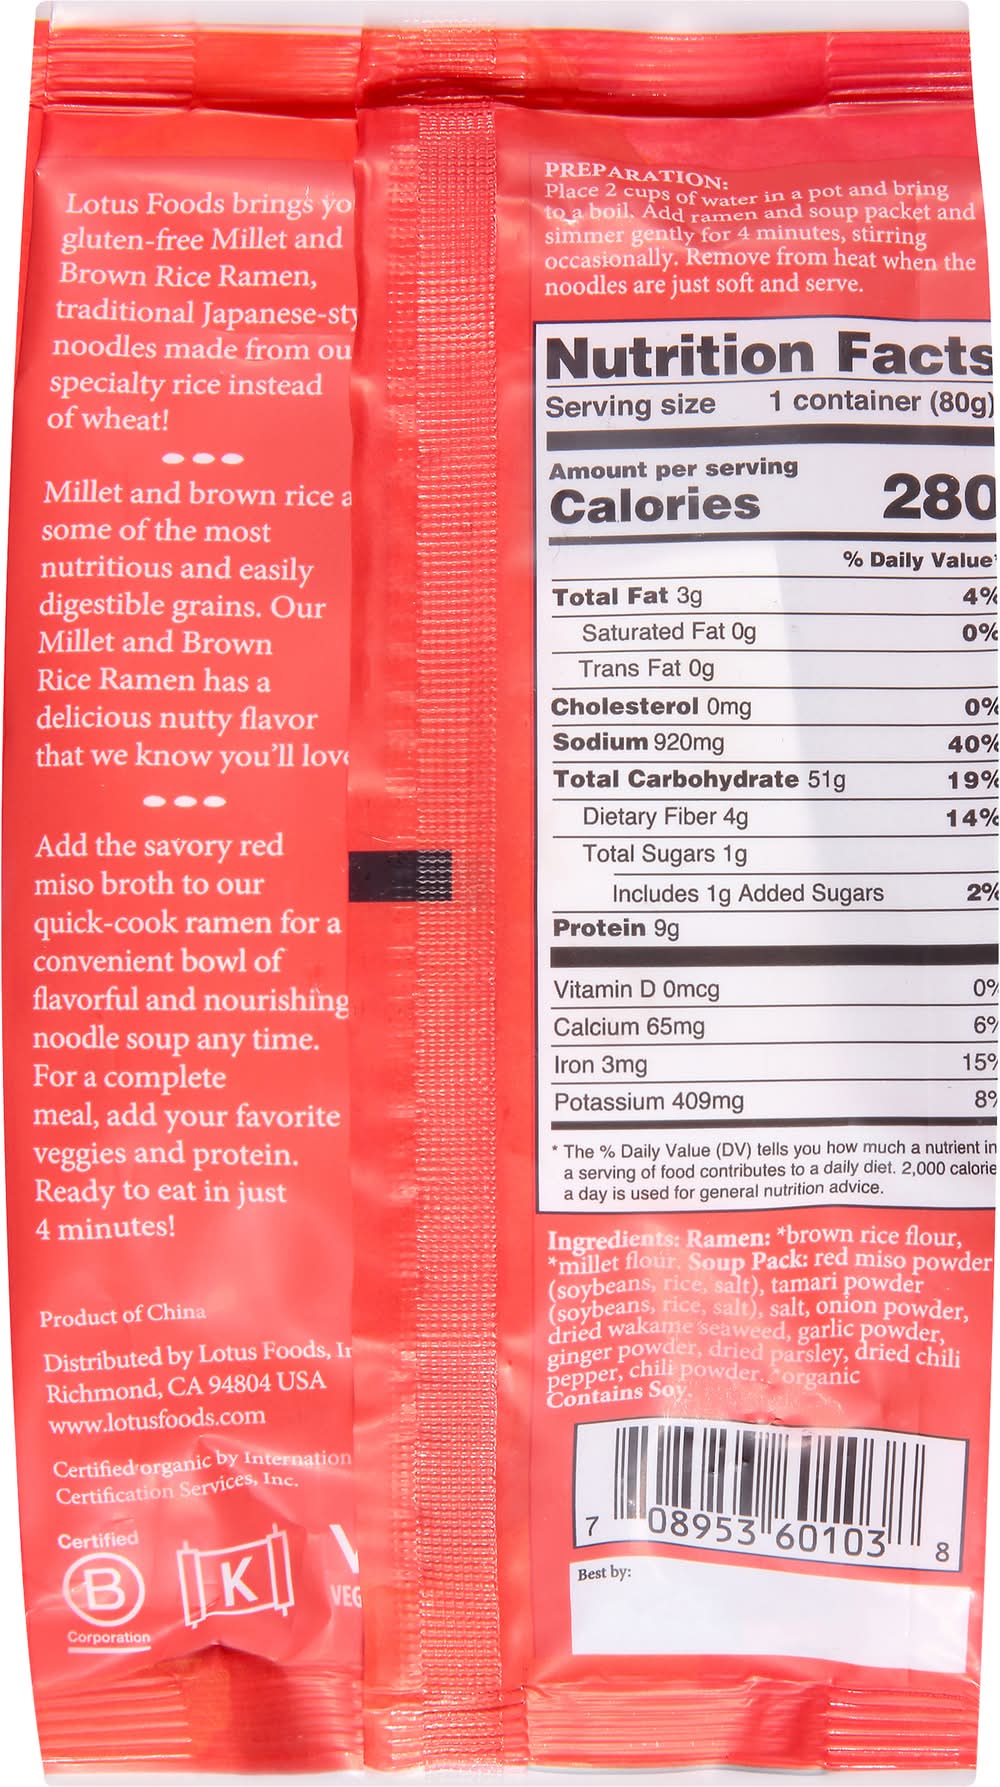 Lotus Foods brings yo
gluten-free Millet and
Brown Rice Ramen,
traditional Japanese-sty
noodles made from ou
specialty rice instead
of wheat!
Millet and brown rice a
some of the most
nutritious and easily
digestible grains. Our
Millet and Brown
Rice Ramen has a
delicious nutty flavor
that we know you'll love
Add the savory red
miso broth to our
quick-cook ramen for a
convenient bowl of
flavorful and nourishing
noodle soup any time.
For a complete
meal, add your favorite
veggies and protein.
Ready to eat in just
4 minutes!
Product of China
Distributed by Lotus Foods, In
Richmond, CA 94804 USA
www.lotusfoods.com
Certified organic by Internation
Certification Services, Inc.
Certified
B
Corporation
K
V
VEG
PREPARATION:
Place 2 cups of water in a pot and bring
to a boil. Add ramen and soup packet and
simmer gently for 4 minutes, stirring
occasionally. Remove from heat when the
noodles are just soft and serve.
Nutrition Facts
Serving size 1 container (80g)
Amount per serving
Calories 280
% Daily Value*
Total Fat 3g 4%
Saturated Fat 0g 0%
Trans Fat 0g
Cholesterol 0mg 0%
Sodium 920mg 40%
Total Carbohydrate 51g 19%
Dietary Fiber 4g 14%
Total Sugars 1g
Includes 1g Added Sugars 2%
Protein 9g
Vitamin D 0mcg 0%
Calcium 65mg 6%
Iron 3mg 15%
Potassium 409mg 8%
* The % Daily Value (DV) tells you how much a nutrient in
a serving of food contributes to a daily diet. 2,000 calorie
a day is used for general nutrition advice.
Ingredients: Ramen: *brown rice flour,
*millet flour. Soup Pack: red miso powder
(soybeans, rice, salt), tamari powder
(soybeans, rice, salt), salt, onion powder,
dried wakame seaweed, garlic powder,
ginger powder, dried parsley, dried chili
pepper, chili powder. *organic
Contains Soy.
7 08953 60103 8
Best by: